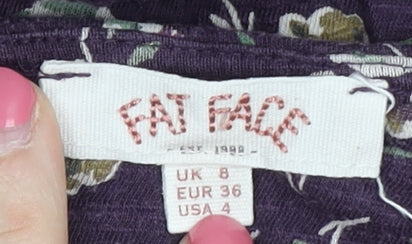 FAT FACE
- EST. 1988 -
UK 8
EUR 36
USA 4